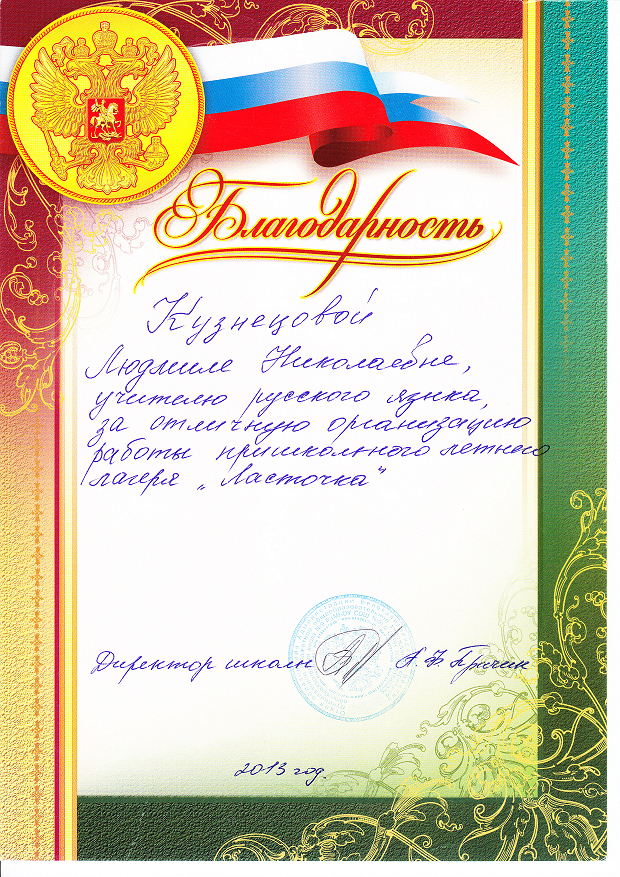 Благодарность
Кузнецовой
Людмиле Николаевне,
учителю русского языка,
за отличную организацию
работы пришкольного летнего
лагеря „Ласточка"
Директор школы А.
2013 год.